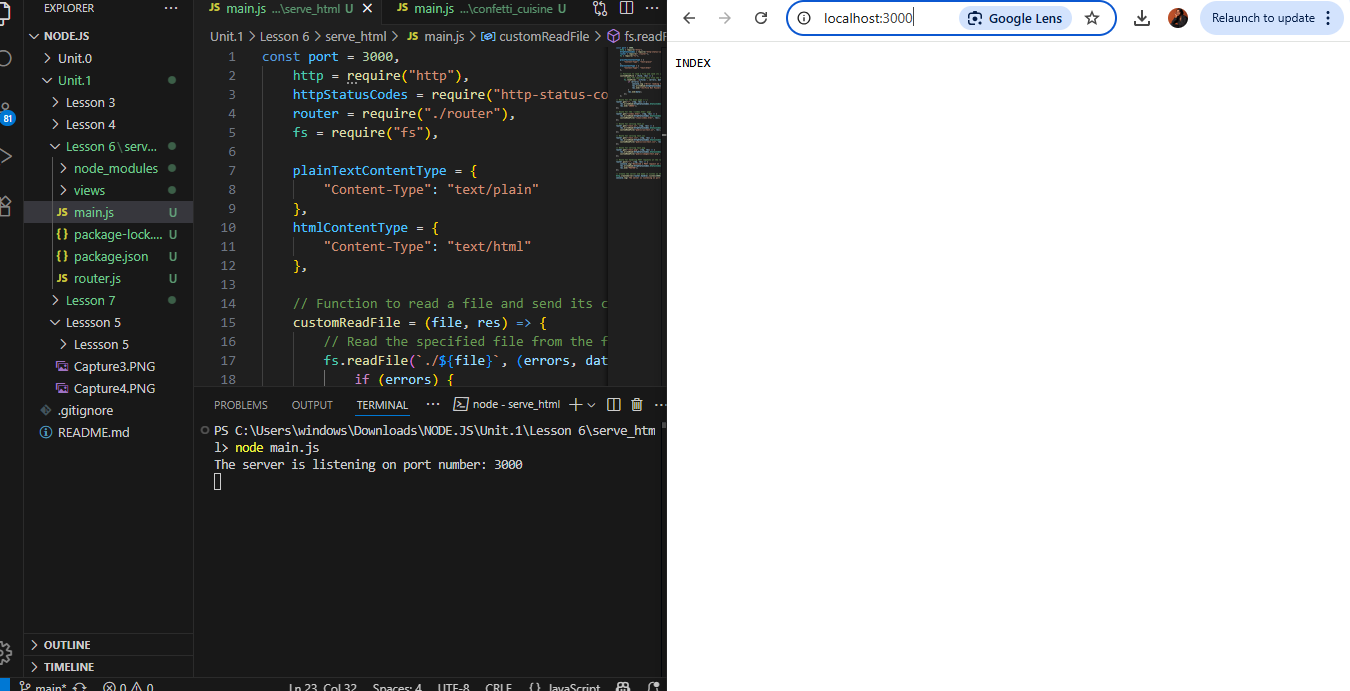 EXPLORER
···
NODE.JS
Unit.0
Unit.1
Lesson 3
Lesson 4
Lesson 6 \ serv...
node_modules
views
JS main.js U
{} package-lock.... U
{} package.json U
JS router.js U
Lesson 7
Lessson 5
Lessson 5
Capture3.PNG
Capture4.PNG
.gitignore
README.md
OUTLINE
TIMELINE
81
JS main.js ...\serve_html U
JS main.js ...\confetti_cuisine U
Unit.1 > Lesson 6 > serve_html > JS main.js > customReadFile > fs.readF
1 const port = 3000,
2 http = require("http"),
3 httpStatusCodes = require("http-status-co
4 router = require("./router"),
5 fs = require("fs"),
6
7 plainTextContentType = {
8 "Content-Type": "text/plain"
9 },
10 htmlContentType = {
11 "Content-Type": "text/html"
12 },
13
14 // Function to read a file and send its c
15 customReadFile = (file, res) => {
16 // Read the specified file from the f
17 fs.readFile(`./${file}`, (errors, dat
18 if (errors) {
PROBLEMS OUTPUT TERMINAL ··· node - serve_html
PS C:\Users\windows\Downloads\NODE.JS\Unit.1\Lesson 6\serve_htm
l> node main.js
The server is listening on port number: 3000
main* 0 0 Ln 23, Col 32 Spaces: 4 UTF-8 CRLF {} JavaScript
localhost:3000
Google Lens
Relaunch to update
INDEX